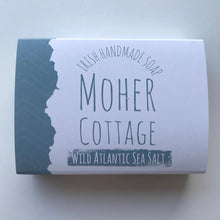 IRISH HANDMADE SOAP
MOHER
COTTAGE
WILD ATLANTIC SEA SALT